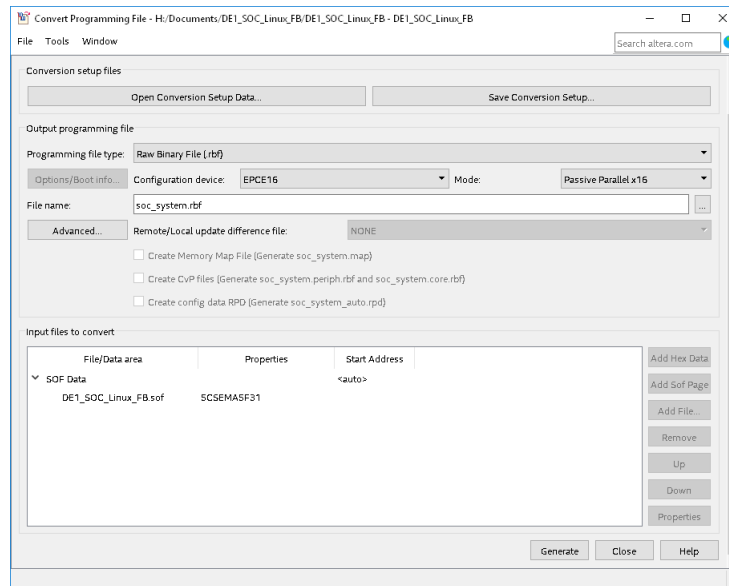 Convert Programming File - H:/Documents/DE1_SOC_Linux_FB/DE1_SOC_Linux_FB - DE1_SOC_Linux_FB
File Tools Window
Search altera.com
Conversion setup files
Open Conversion Setup Data...
Save Conversion Setup...
Output programming file
Programming file type: Raw Binary File (.rbf)
Options/Boot info... Configuration device: EPCE16 Mode: Passive Parallel x16
File name: soc_system.rbf ...
Advanced... Remote/Local update difference file: NONE
Create Memory Map File (Generate soc_system.map)
Create CvP files (Generate soc_system.periph.rbf and soc_system.core.rbf)
Create config data RPD (Generate soc_system_auto.rpd)
Input files to convert
File/Data area Properties Start Address
SOF Data <auto>
DE1_SOC_Linux_FB.sof 5CSEMA5F31
Add Hex Data
Add Sof Page
Add File...
Remove
Up
Down
Properties
Generate Close Help